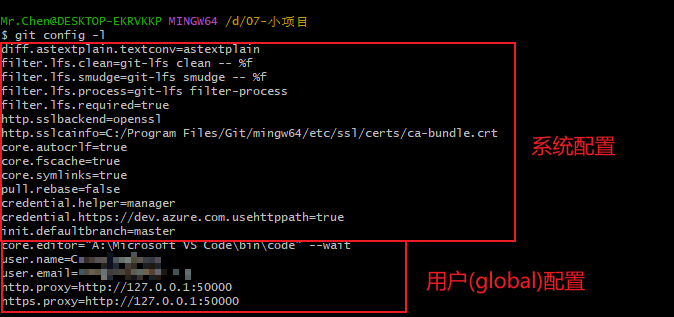 Mr.Chen@DESKTOP-EKRVKKP MINGW64 /d/07-小项目
$ git config -l
diff.astextplain.textconv=astextplain
filter.lfs.clean=git-lfs clean -- %f
filter.lfs.smudge=git-lfs smudge -- %f
filter.lfs.process=git-lfs filter-process
filter.lfs.required=true
http.sslbackend=openssl
http.sslcainfo=C:/Program Files/Git/mingw64/etc/ssl/certs/ca-bundle.crt
core.autocrlf=true
core.fscache=true
core.symlinks=true
pull.rebase=false
credential.helper=manager
credential.https://dev.azure.com.usehttppath=true
init.defaultbranch=master
系统配置
core.editor="A:\Microsoft VS Code\bin\code" --wait
user.name=C
user.email=
http.proxy=http://127.0.0.1:50000
https.proxy=http://127.0.0.1:50000
用户(global)配置